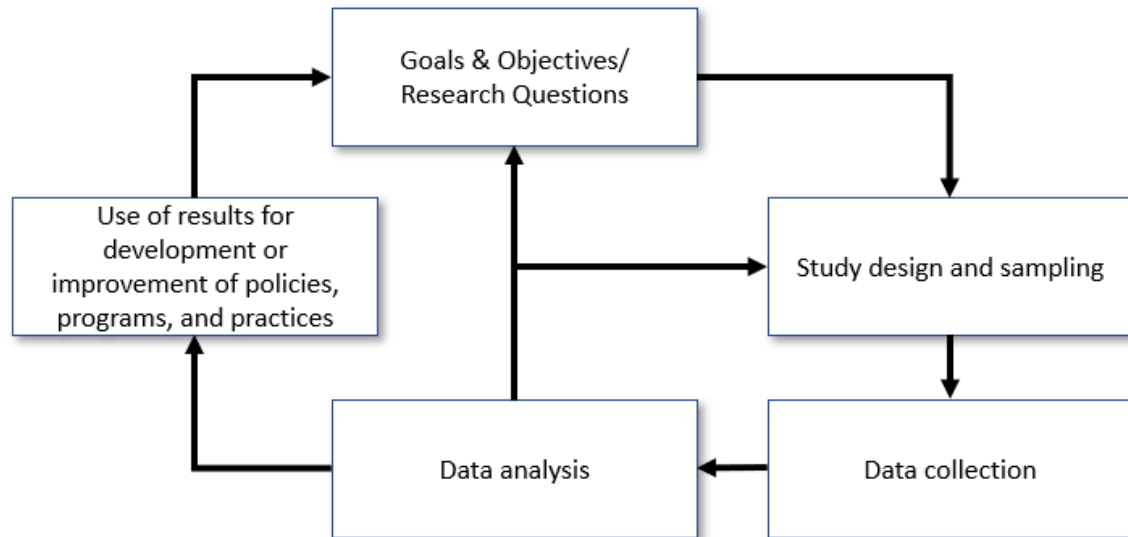 Goals & Objectives/
Research Questions
Use of results for
development or
improvement of policies,
programs, and practices
Study design and sampling
Data analysis
Data collection